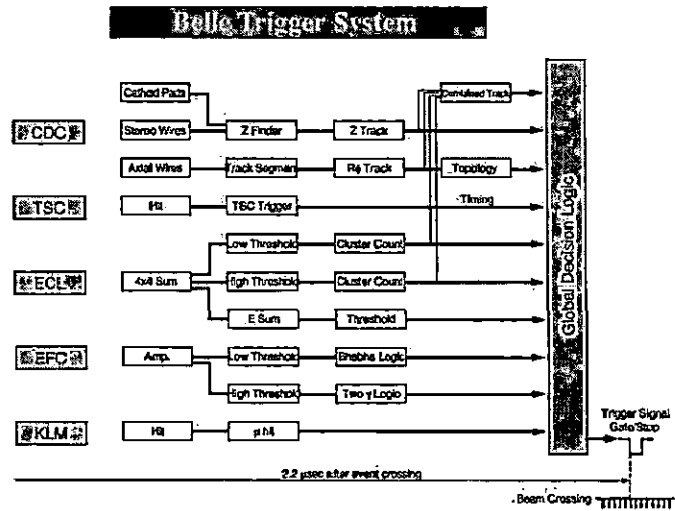 Belle Trigger System
Cathod Pads
Combined Track
CDC
Stereo Wires
Z Finder
Z Track
Axial Wires
Track Segment
Rφ Track
Topology
TSC
Hit
TSC Trigger
Timing
Low Threshold
Cluster Count
ECL
4x4 Sum
High Threshold
Cluster Count
E Sum
Threshold
EFC
Amp.
Low Threshold
Bhabha Logic
High Threshold
Two γ Logic
KLM
Hit
μ hit
Global Decision Logic
Trigger Signal
Gate/Stop
2.2 μsec after event crossing
Beam Crossing